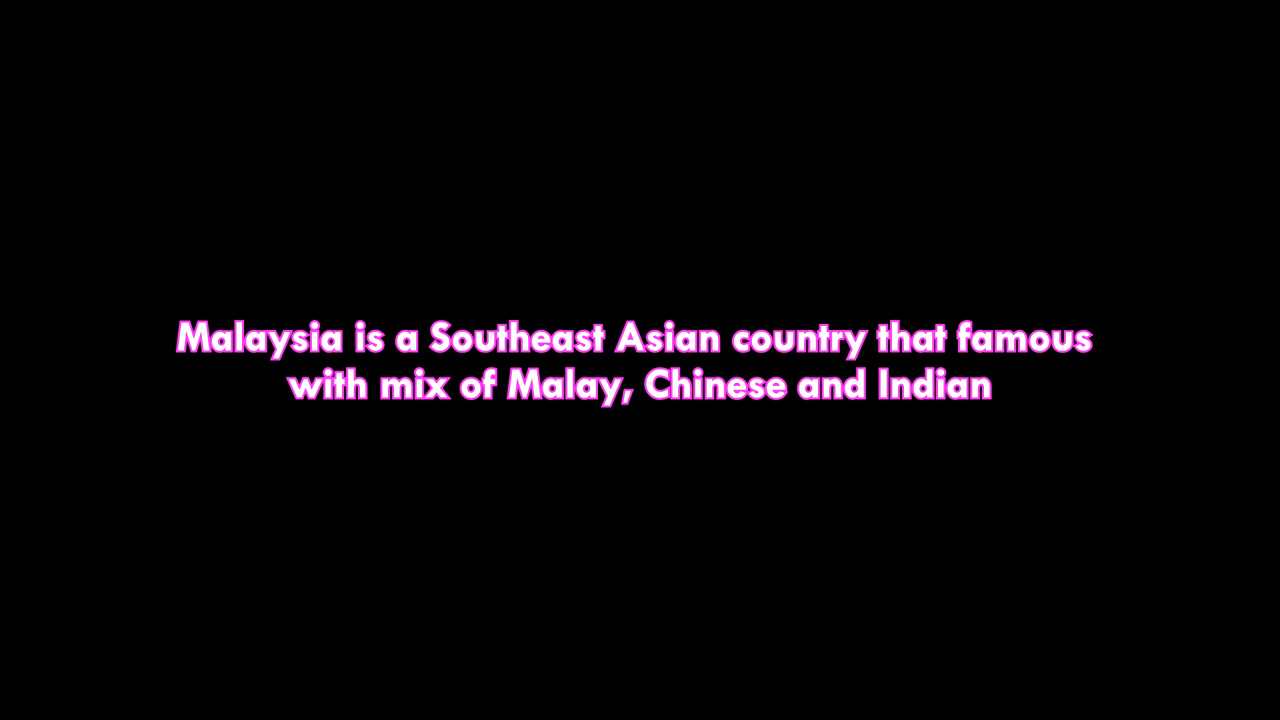 Malaysia is a Southeast Asian country that famous
with mix of Malay, Chinese and Indian